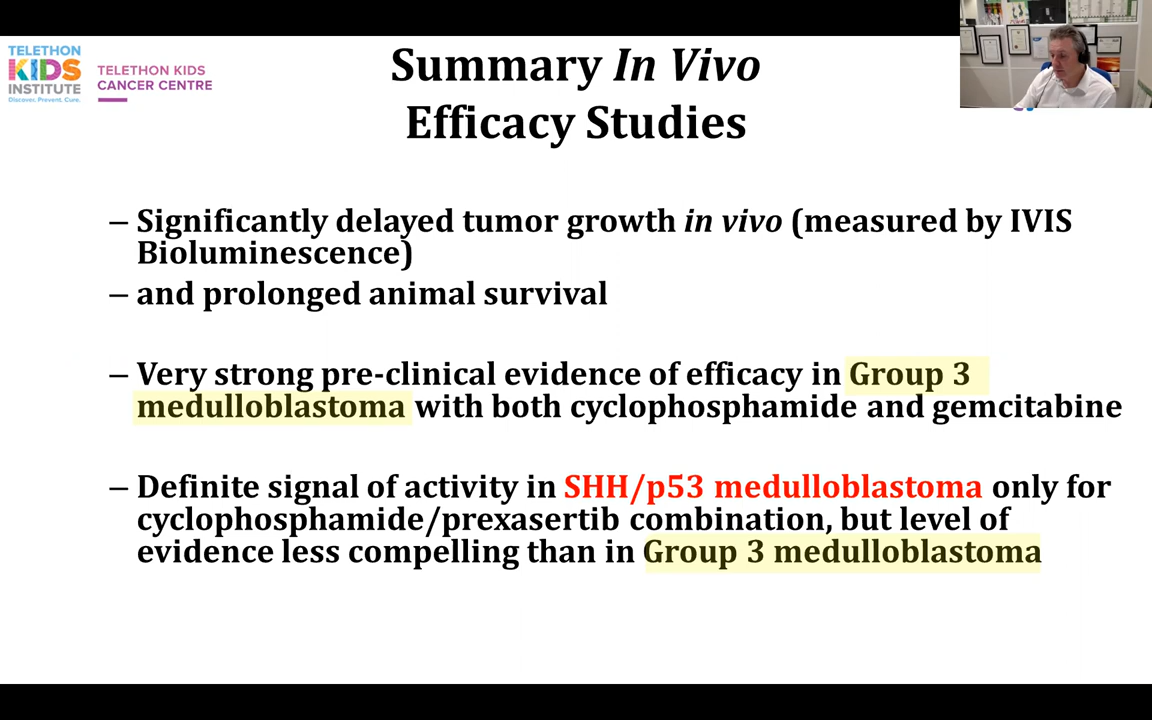 TELETHON
KIDS
INSTITUTE
Discover. Prevent. Cure.
TELETHON KIDS
CANCER CENTRE
Summary In Vivo
Efficacy Studies
– Significantly delayed tumor growth in vivo (measured by IVIS
Bioluminescence)
– and prolonged animal survival
– Very strong pre-clinical evidence of efficacy in Group 3
medulloblastoma with both cyclophosphamide and gemcitabine
– Definite signal of activity in SHH/p53 medulloblastoma only for
cyclophosphamide/prexasertib combination, but level of
evidence less compelling than in Group 3 medulloblastoma